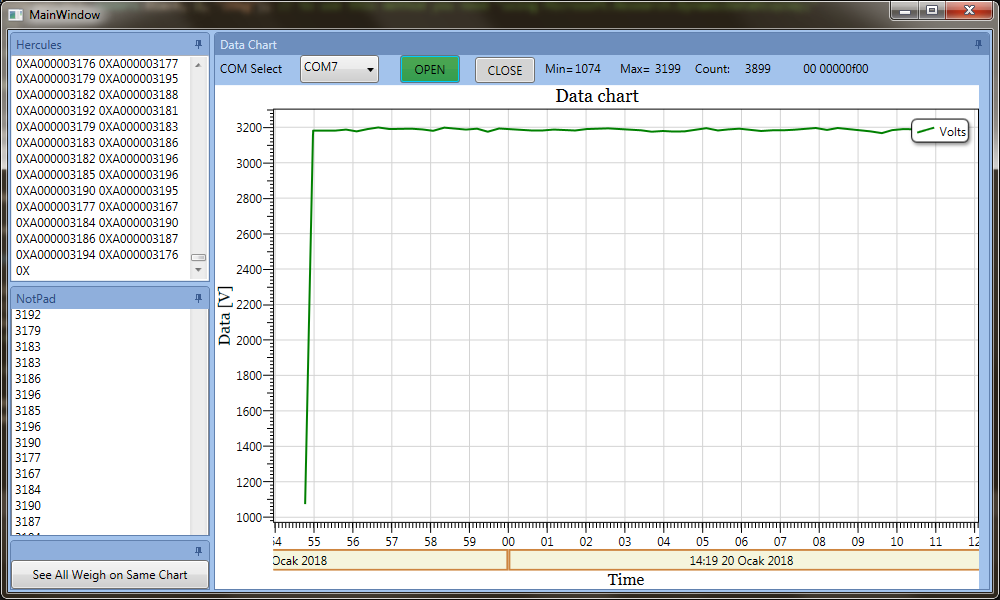 MainWindow
Hercules
0XA000003176 0XA000003177
0XA000003179 0XA000003195
0XA000003182 0XA000003188
0XA000003192 0XA000003181
0XA000003179 0XA000003183
0XA000003183 0XA000003186
0XA000003182 0XA000003196
0XA000003185 0XA000003196
0XA000003190 0XA000003195
0XA000003177 0XA000003167
0XA000003184 0XA000003190
0XA000003186 0XA000003187
0XA000003194 0XA000003176
0X
NotPad
3192
3179
3183
3183
3186
3196
3185
3196
3190
3177
3167
3184
3190
3187
See All Weigh on Same Chart
Data Chart
COM Select COM7 OPEN CLOSE Min= 1074 Max= 3199 Count: 3899 00 00000f00
Data chart
Volts
Data [V]
3200
3000
2800
2600
2400
2200
2000
1800
1600
1400
1200
1000
54 55 56 57 58 59 00 01 02 03 04 05 06 07 08 09 10 11 12
Ocak 2018 14:19 20 Ocak 2018
Time